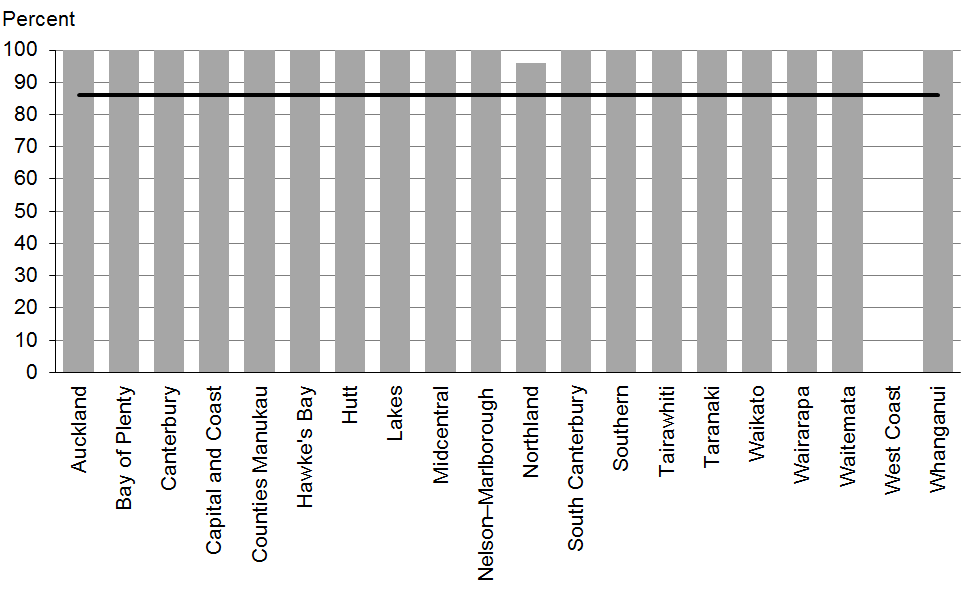 Percent
100
90
80
70
60
50
40
30
20
10
0
Auckland
Bay of Plenty
Canterbury
Capital and Coast
Counties Manukau
Hawke's Bay
Hutt
Lakes
Midcentral
Nelson–Marlborough
Northland
South Canterbury
Southern
Tairawhiti
Taranaki
Waikato
Wairarapa
Waitemata
West Coast
Whanganui